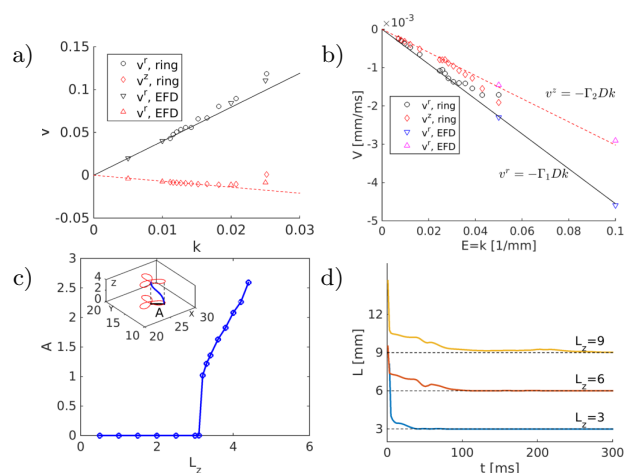 a)
0.15
0.1
0.05
0
-0.05
v
v^r, ring
v^z, ring
v^r, EFD
v^r, EFD
0
0.01
0.02
0.03
k
b)
×10^-3
0
-1
-2
-3
-4
-5
V [mm/ms]
v^z = −Γ₂Dk
v^r, ring
v^z, ring
v^r, EFD
v^r, EFD
v^r = −Γ₁Dk
0
0.02
0.04
0.06
0.08
0.1
E=k [1/mm]
c)
3
2.5
2
1.5
1
0.5
0
A
4
2
0
z
20
15
10
Y
A
20
25
30
x
0
2
4
6
L_z
d)
L [mm]
9
6
3
L_z=9
L_z=6
L_z=3
0
100
200
300
t [ms]